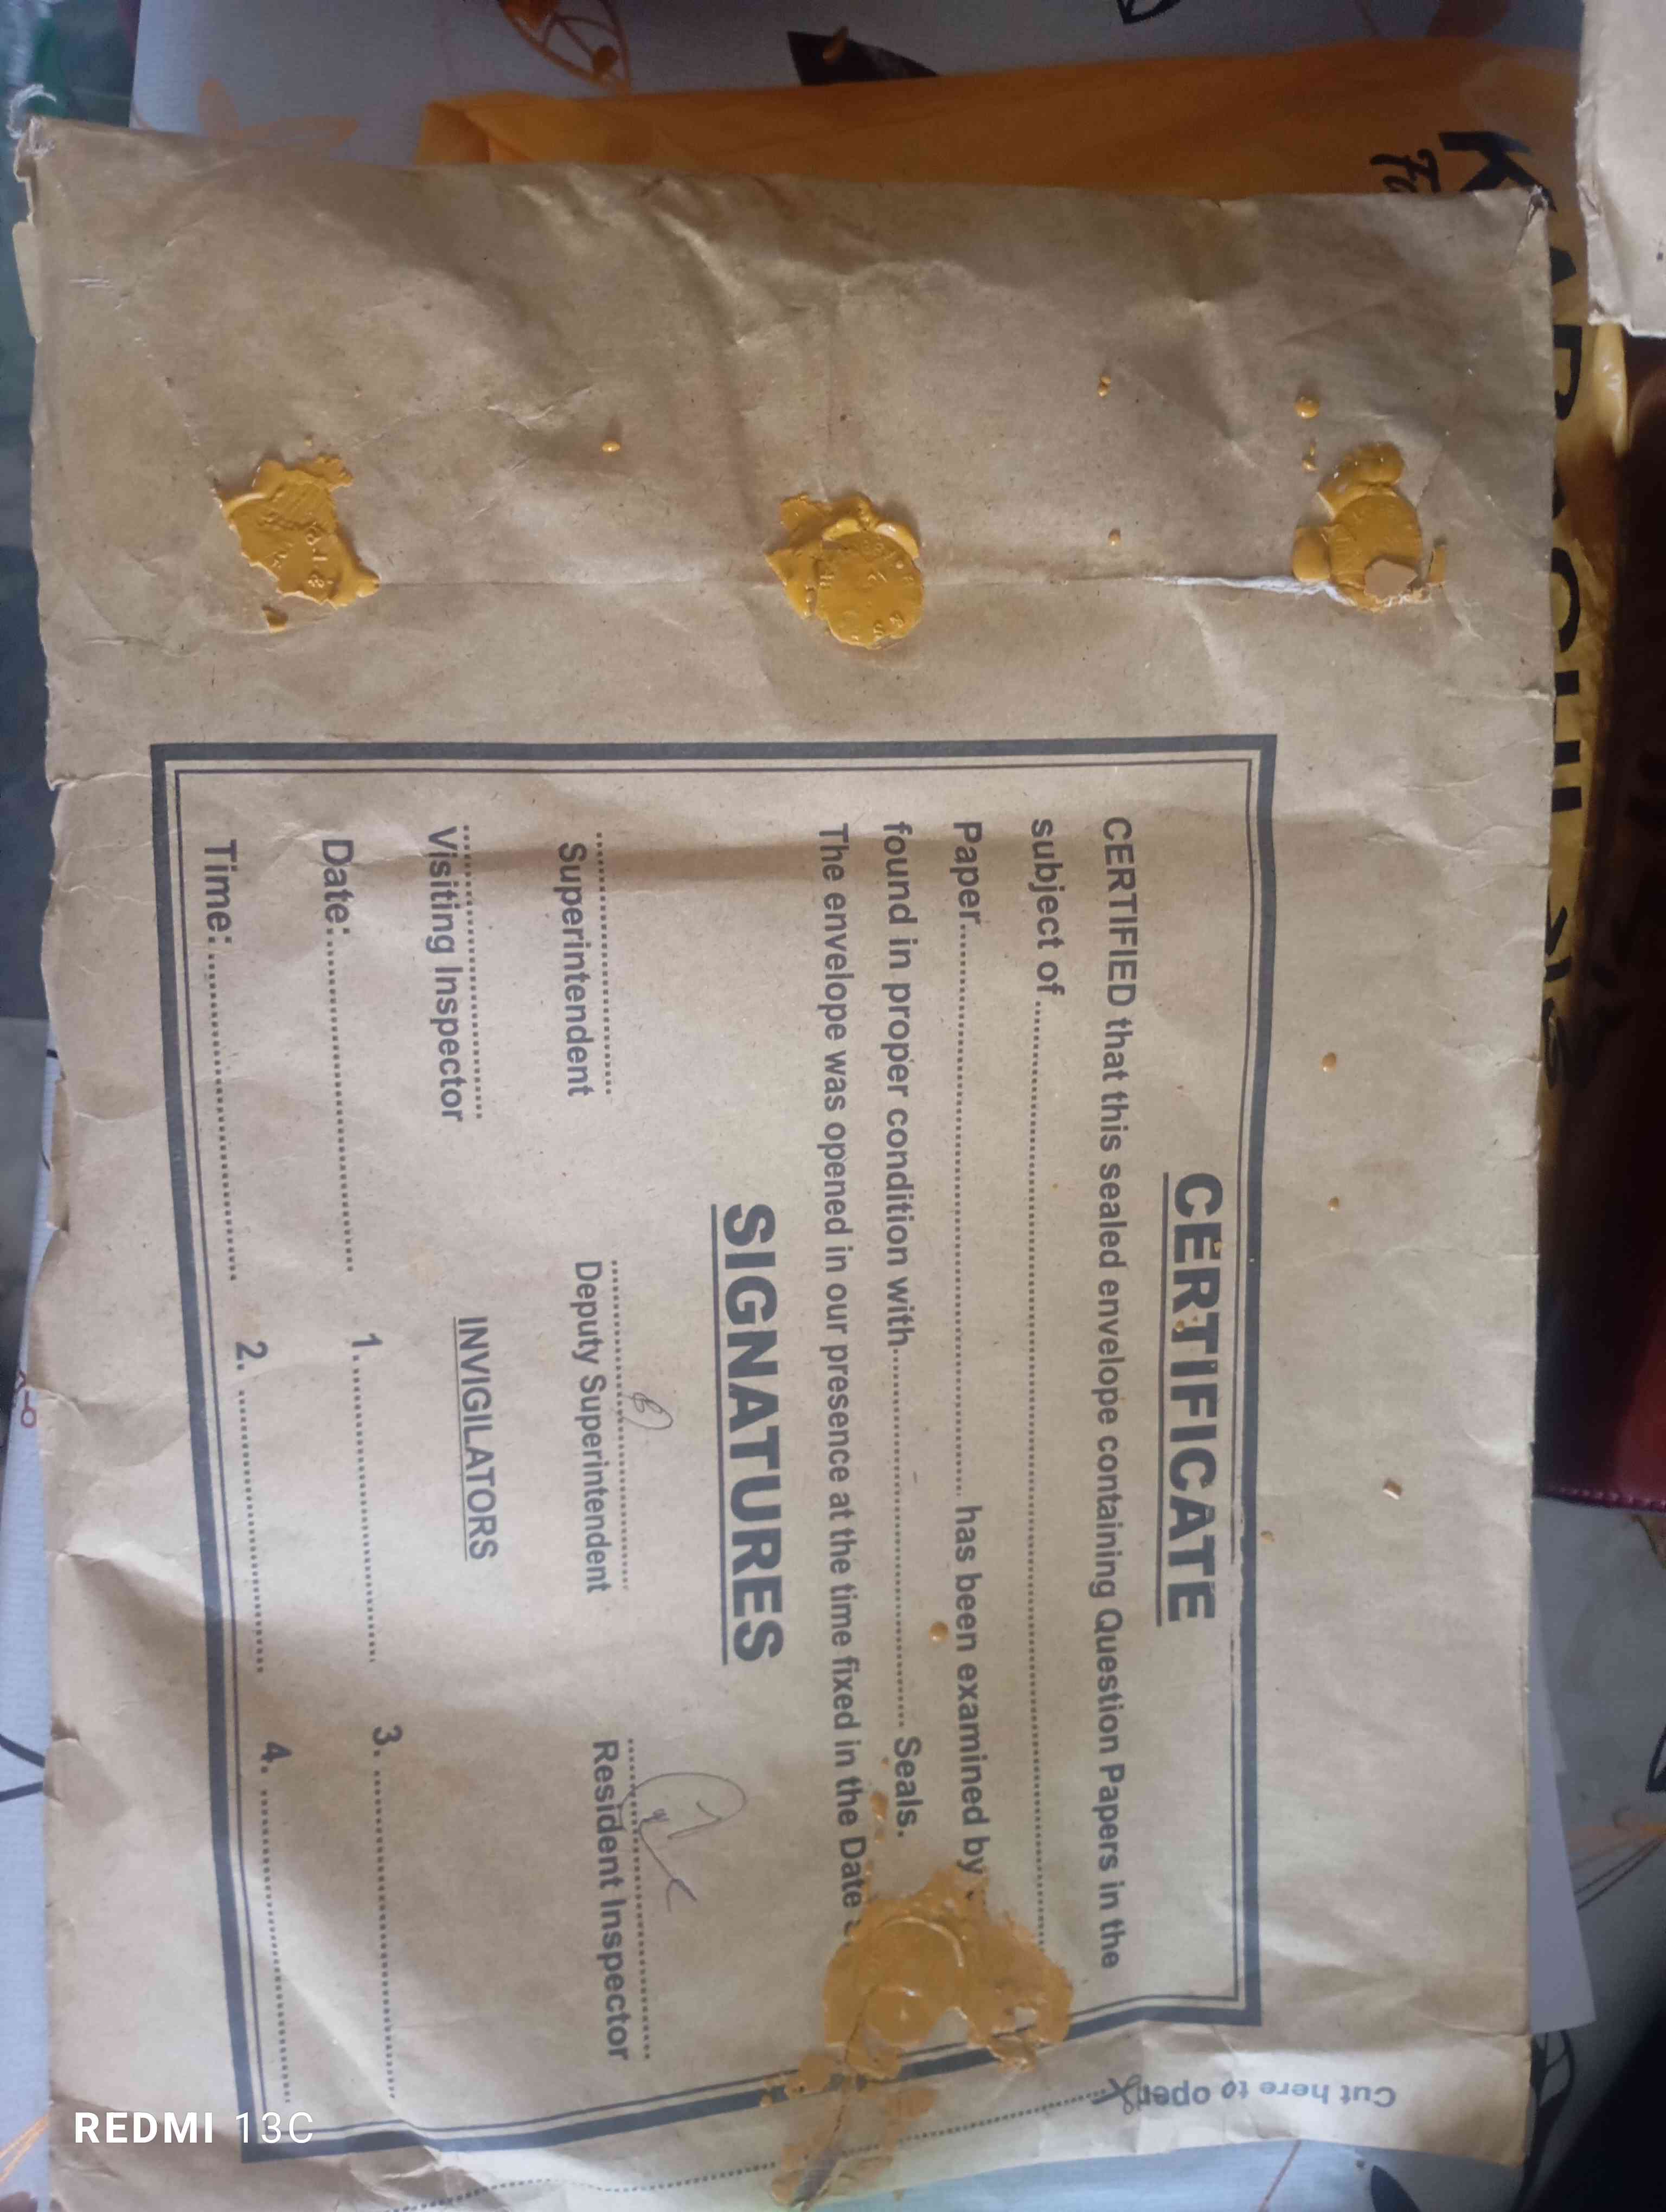 CERTIFICATE
CERTIFIED that this sealed envelope containing Question Papers in the
subject of
Paper has been examined by
found in proper condition with Seals.
The envelope was opened in our presence at the time fixed in the Date
SIGNATURES
Superintendent Deputy Superintendent Resident Inspector
Visiting Inspector INVIGILATORS
Date: 1. 3.
Time: 2. 4.
Cut here to open
KARACHI
REDMI 13C